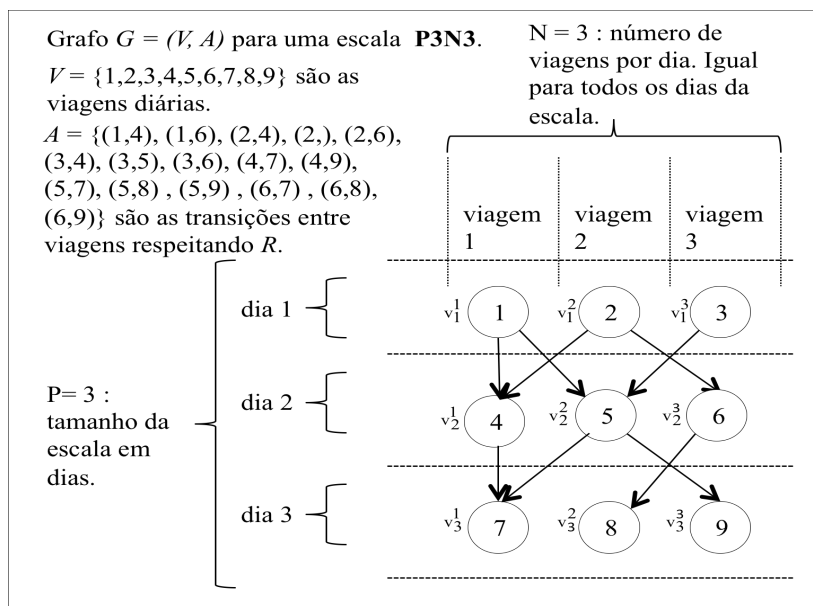 Grafo G = (V, A) para uma escala P3N3.
V = {1,2,3,4,5,6,7,8,9} são as
viagens diárias.
A = {(1,4), (1,6), (2,4), (2,), (2,6),
(3,4), (3,5), (3,6), (4,7), (4,9),
(5,7), (5,8) , (5,9) , (6,7) , (6,8),
(6,9)} são as transições entre
viagens respeitando R.
N = 3 : número de
viagens por dia. Igual
para todos os dias da
escala.
viagem
1
viagem
2
viagem
3
P= 3 :
tamanho da
escala em
dias.
dia 1
v₁¹ 1
v₁² 2
v₁³ 3
dia 2
v₂¹ 4
v₂² 5
v₂³ 6
dia 3
v₃¹ 7
v₃² 8
v₃³ 9